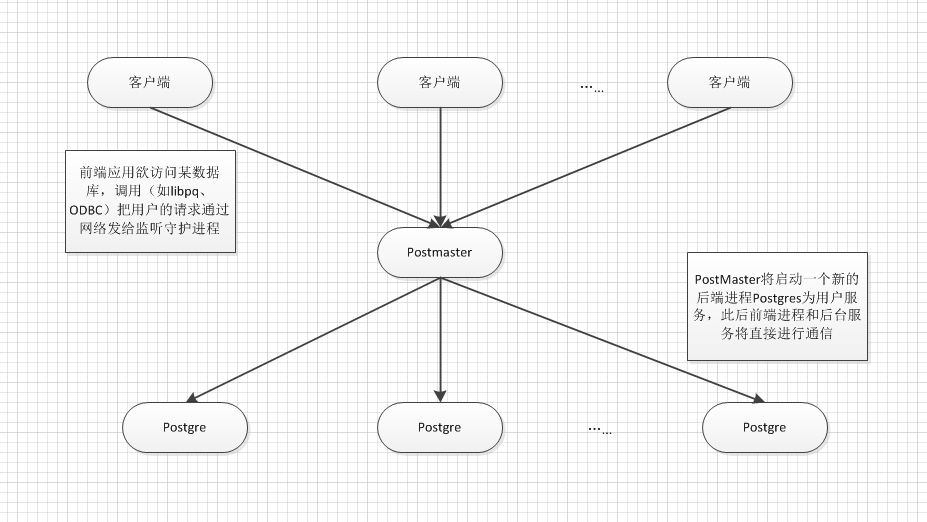 客户端
客户端
......
客户端
前端应用欲访问某数据
库，调用（如libpq、
ODBC）把用户的请求通过
网络发给监听守护进程
Postmaster
PostMaster将启动一个新的
后端进程Postgres为用户服
务，此后前端进程和后台服
务将直接进行通信
Postgre
Postgre
......
Postgre